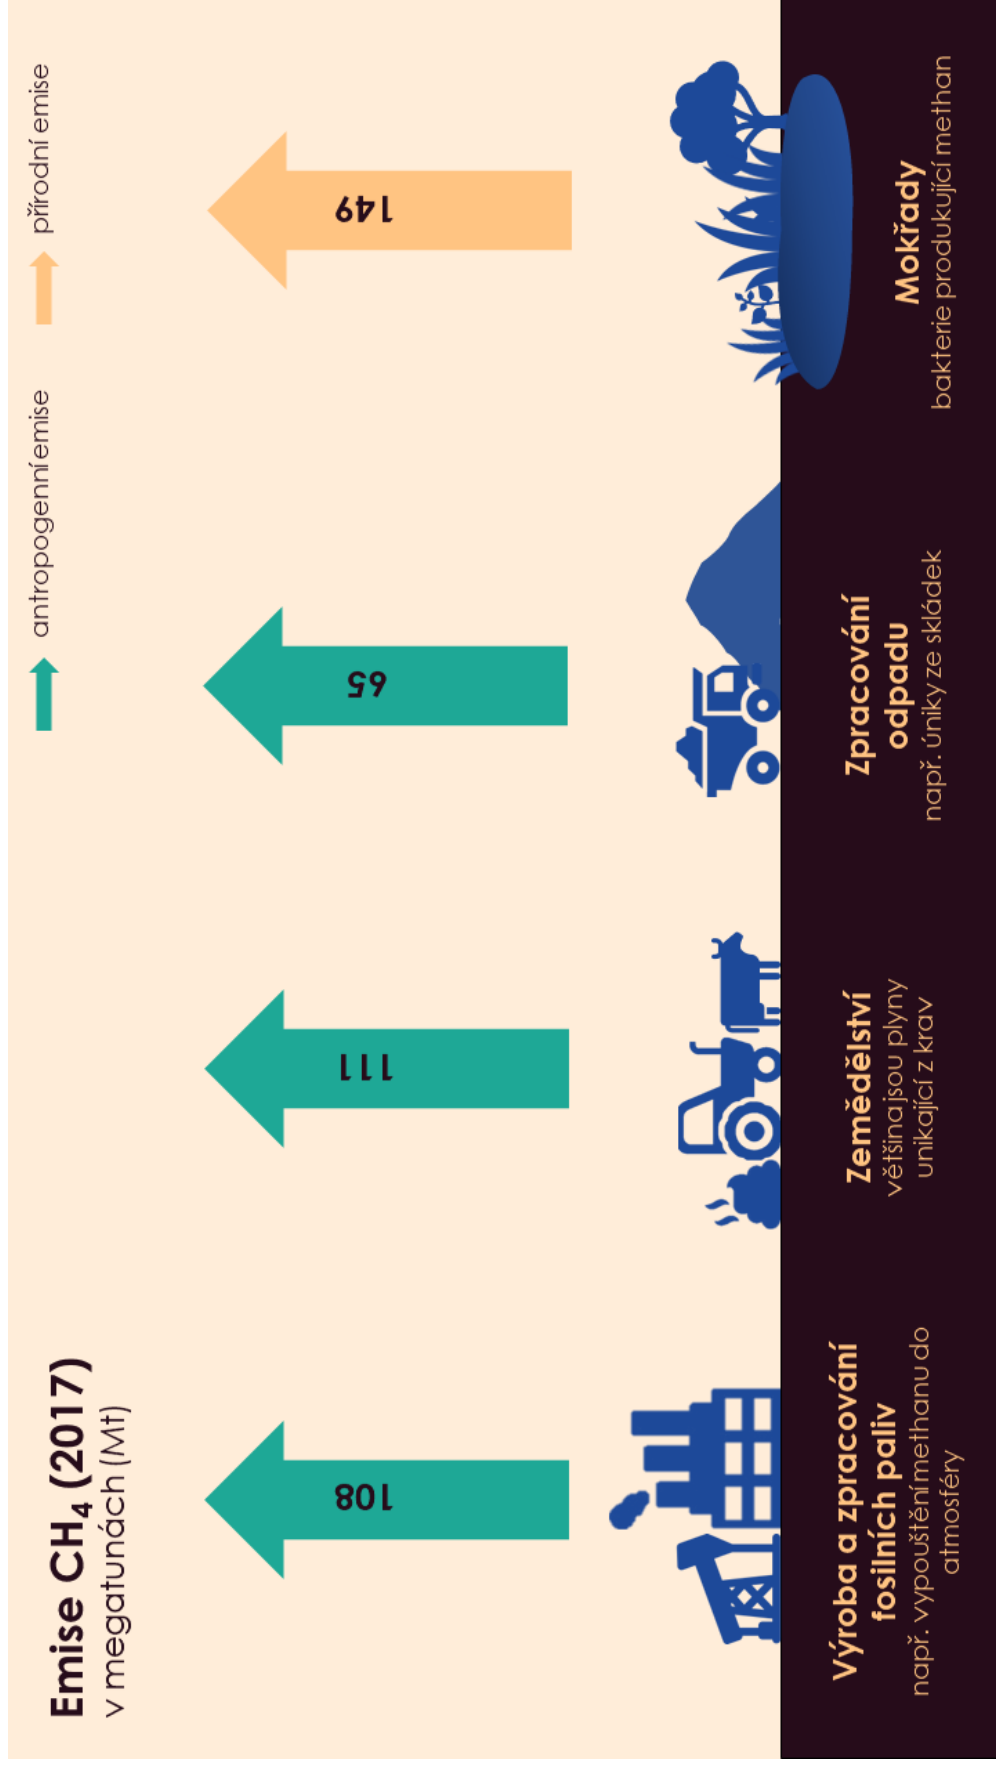 Emise CH₄ (2017)
v megatunách (Mt)
antropogenní emise
přírodní emise
108
111
65
149
Výroba a zpracování
fosilních paliv
např. vypouštění methanu do
atmosféry
Zemědělství
většina jsou plyny
unikající z krav
Zpracování
odpadu
např. úniky ze skládek
Mokřady
bakterie produkující methan